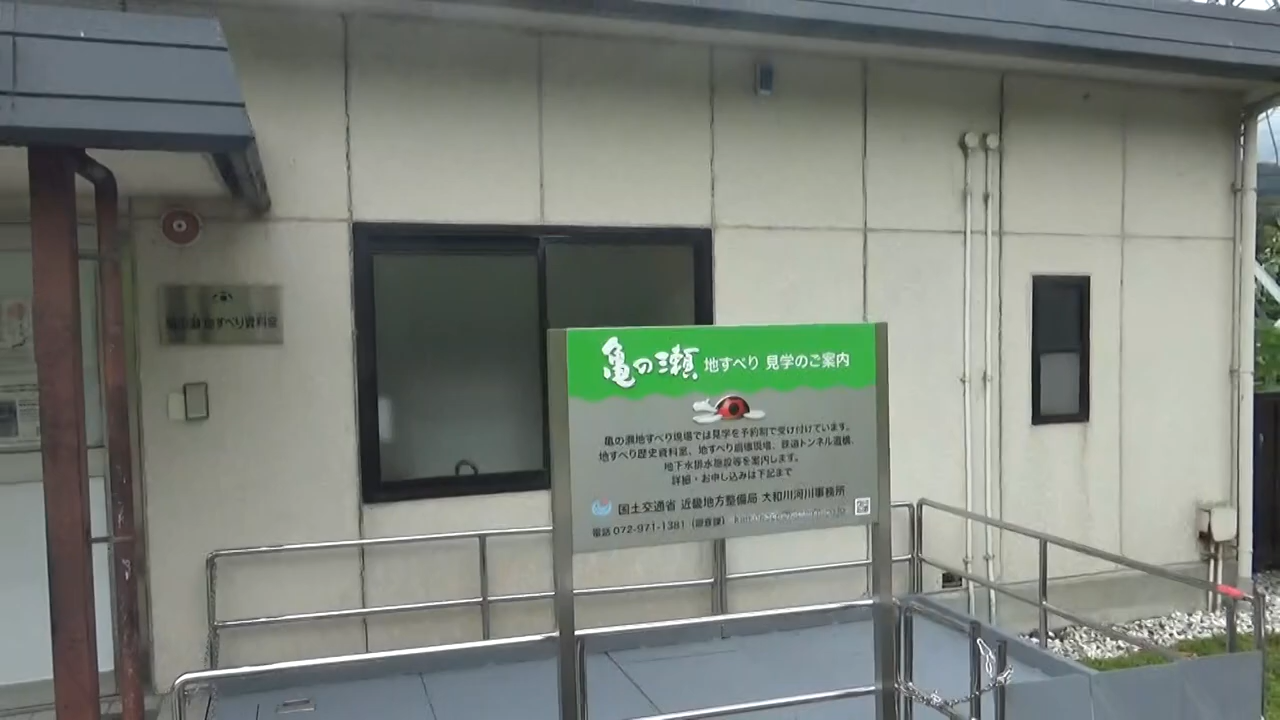 亀の瀬地すべり資料室
亀の瀬 地すべり 見学のご案内
亀の瀬地すべり現場では見学を予約制で受け付けています。
地すべり歴史資料室、地すべり崩壊現場、鉄道トンネル遺構、
地下水排水施設等を案内します。
詳細・お申し込みは下記まで
国土交通省 近畿地方整備局 大和川河川事務所
電話 072-971-1381 (調査課)